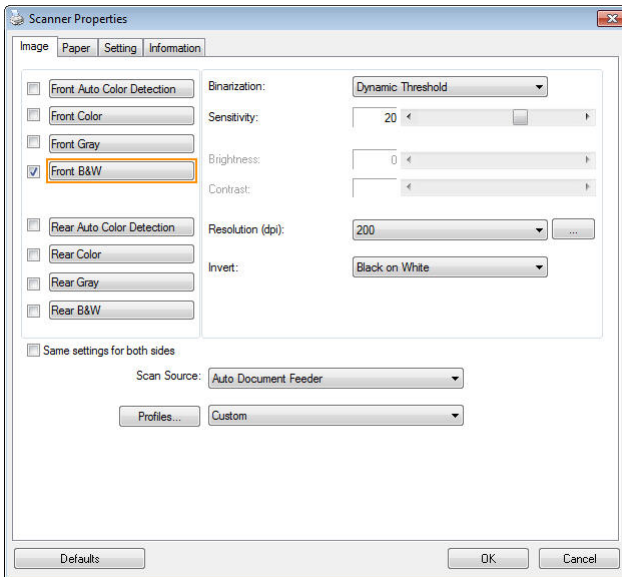 Scanner Properties
Image Paper Setting Information
Front Auto Color Detection
Front Color
Front Gray
Front B&W
Rear Auto Color Detection
Rear Color
Rear Gray
Rear B&W
Binarization: Dynamic Threshold
Sensitivity: 20
Brightness: 0
Contrast:
Resolution (dpi): 200 ...
Invert: Black on White
Same settings for both sides
Scan Source: Auto Document Feeder
Profiles... Custom
Defaults OK Cancel